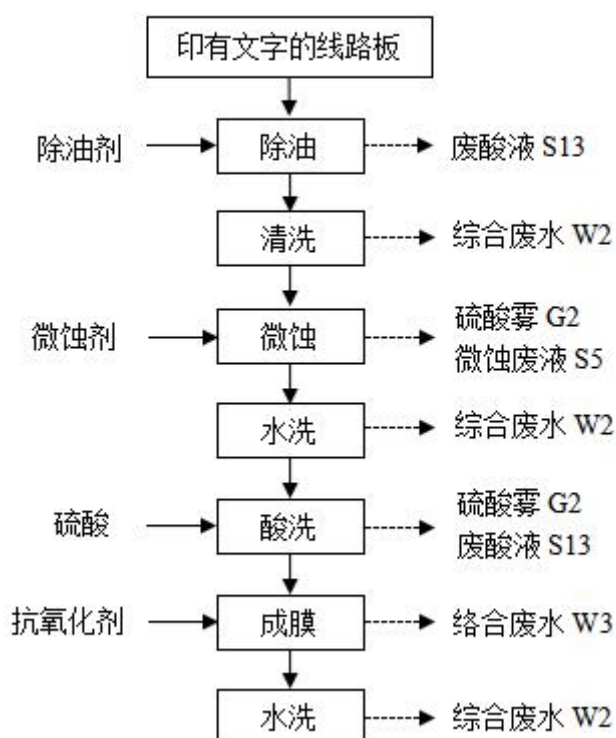 印有文字的线路板
除油剂
除油
废酸液 S13
清洗
综合废水 W2
微蚀剂
微蚀
硫酸雾 G2
微蚀废液 S5
水洗
综合废水 W2
硫酸
酸洗
硫酸雾 G2
废酸液 S13
抗氧化剂
成膜
络合废水 W3
水洗
综合废水 W2